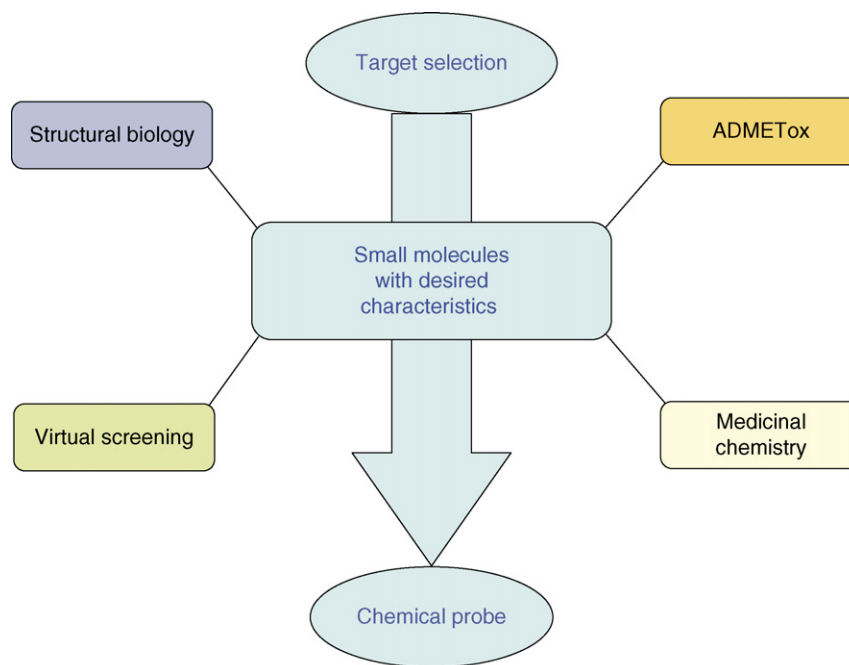 Target selection
Structural biology
ADMETox
Small molecules
with desired
characteristics
Virtual screening
Medicinal
chemistry
Chemical probe